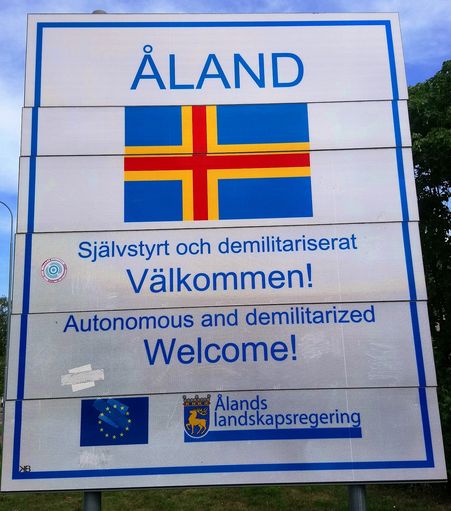 ÅLAND
Självstyrt och demilitariserat
Välkommen!
Autonomous and demilitarized
Welcome!
Ålands
landskapsregering